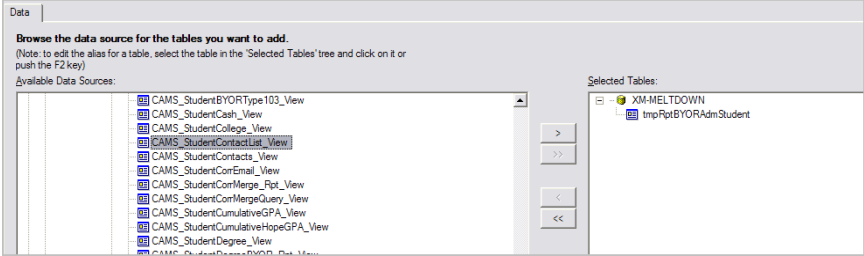 Data
Browse the data source for the tables you want to add.
(Note: to edit the alias for a table, select the table in the 'Selected Tables' tree and click on it or
push the F2 key)
Available Data Sources:
Selected Tables:
CAMS_StudentBYORType103_View
CAMS_StudentCash_View
CAMS_StudentCollege_View
CAMS_StudentContactList_View
CAMS_StudentContacts_View
CAMS_StudentCorrEmail_View
CAMS_StudentCorrMerge_Rpt_View
CAMS_StudentCorrMergeQuery_View
CAMS_StudentCumulativeGPA_View
CAMS_StudentCumulativeHopeGPA_View
CAMS_StudentDegree_View
CAMS_StudentDegreeBYOR_Rpt_View
>
>>
<
<<
XM-MELTDOWN
tmpRptBYORAdmStudent